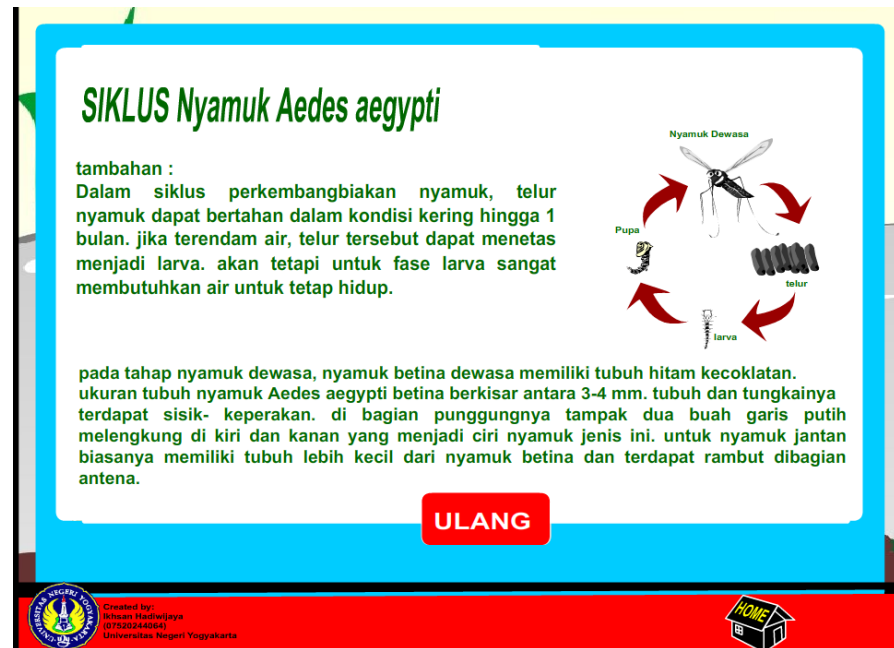 SIKLUS Nyamuk Aedes aegypti
tambahan :
Dalam siklus perkembangbiakan nyamuk, telur
nyamuk dapat bertahan dalam kondisi kering hingga 1
bulan. jika terendam air, telur tersebut dapat menetas
menjadi larva. akan tetapi untuk fase larva sangat
membutuhkan air untuk tetap hidup.
Nyamuk Dewasa
Pupa
telur
larva
pada tahap nyamuk dewasa, nyamuk betina dewasa memiliki tubuh hitam kecoklatan.
ukuran tubuh nyamuk Aedes aegypti betina berkisar antara 3-4 mm. tubuh dan tungkainya
terdapat sisik- keperakan. di bagian punggungnya tampak dua buah garis putih
melengkung di kiri dan kanan yang menjadi ciri nyamuk jenis ini. untuk nyamuk jantan
biasanya memiliki tubuh lebih kecil dari nyamuk betina dan terdapat rambut dibagian
antena.
ULANG
UNIVERSITAS NEGERI YOGYAKARTA
Created by:
Ikhsan Hadiwijaya
(07520244064)
Universitas Negeri Yogyakarta
HOME